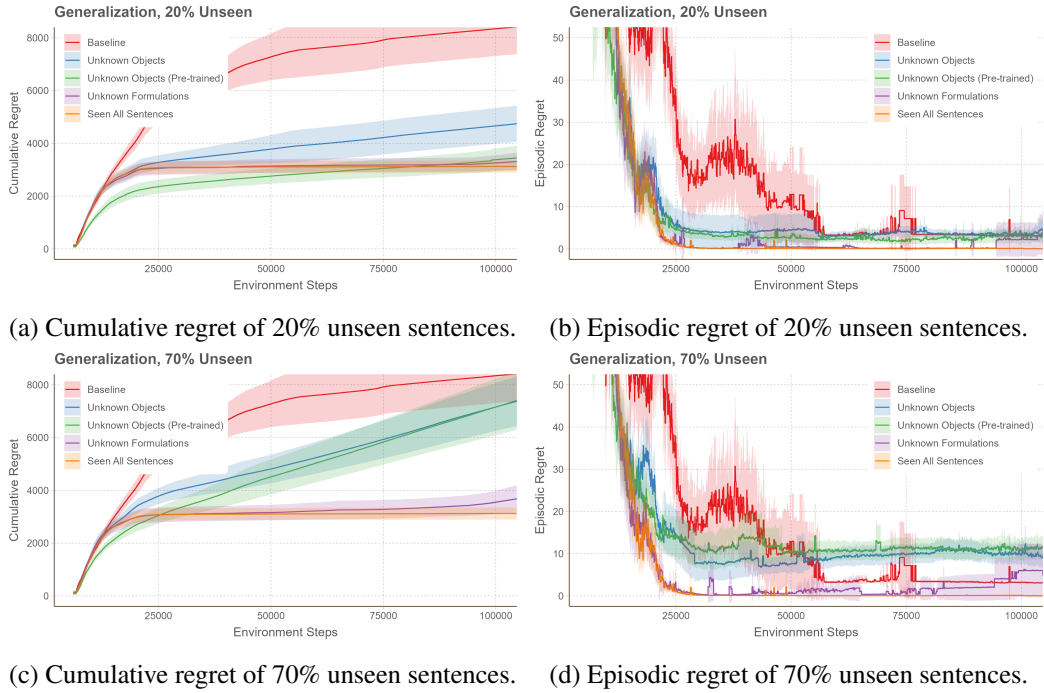 Generalization, 20% Unseen
Cumulative Regret
8000
6000
4000
2000
0
Baseline
Unknown Objects
Unknown Objects (Pre-trained)
Unknown Formulations
Seen All Sentences
25000 50000 75000 100000
Environment Steps
(a) Cumulative regret of 20% unseen sentences.
Generalization, 20% Unseen
Episodic Regret
50
40
30
20
10
0
Baseline
Unknown Objects
Unknown Objects (Pre-trained)
Unknown Formulations
Seen All Sentences
25000 50000 75000 100000
Environment Steps
(b) Episodic regret of 20% unseen sentences.
Generalization, 70% Unseen
Cumulative Regret
8000
6000
4000
2000
0
Baseline
Unknown Objects
Unknown Objects (Pre-trained)
Unknown Formulations
Seen All Sentences
25000 50000 75000 100000
Environment Steps
(c) Cumulative regret of 70% unseen sentences.
Generalization, 70% Unseen
Episodic Regret
50
40
30
20
10
0
Baseline
Unknown Objects
Unknown Objects (Pre-trained)
Unknown Formulations
Seen All Sentences
25000 50000 75000 100000
Environment Steps
(d) Episodic regret of 70% unseen sentences.